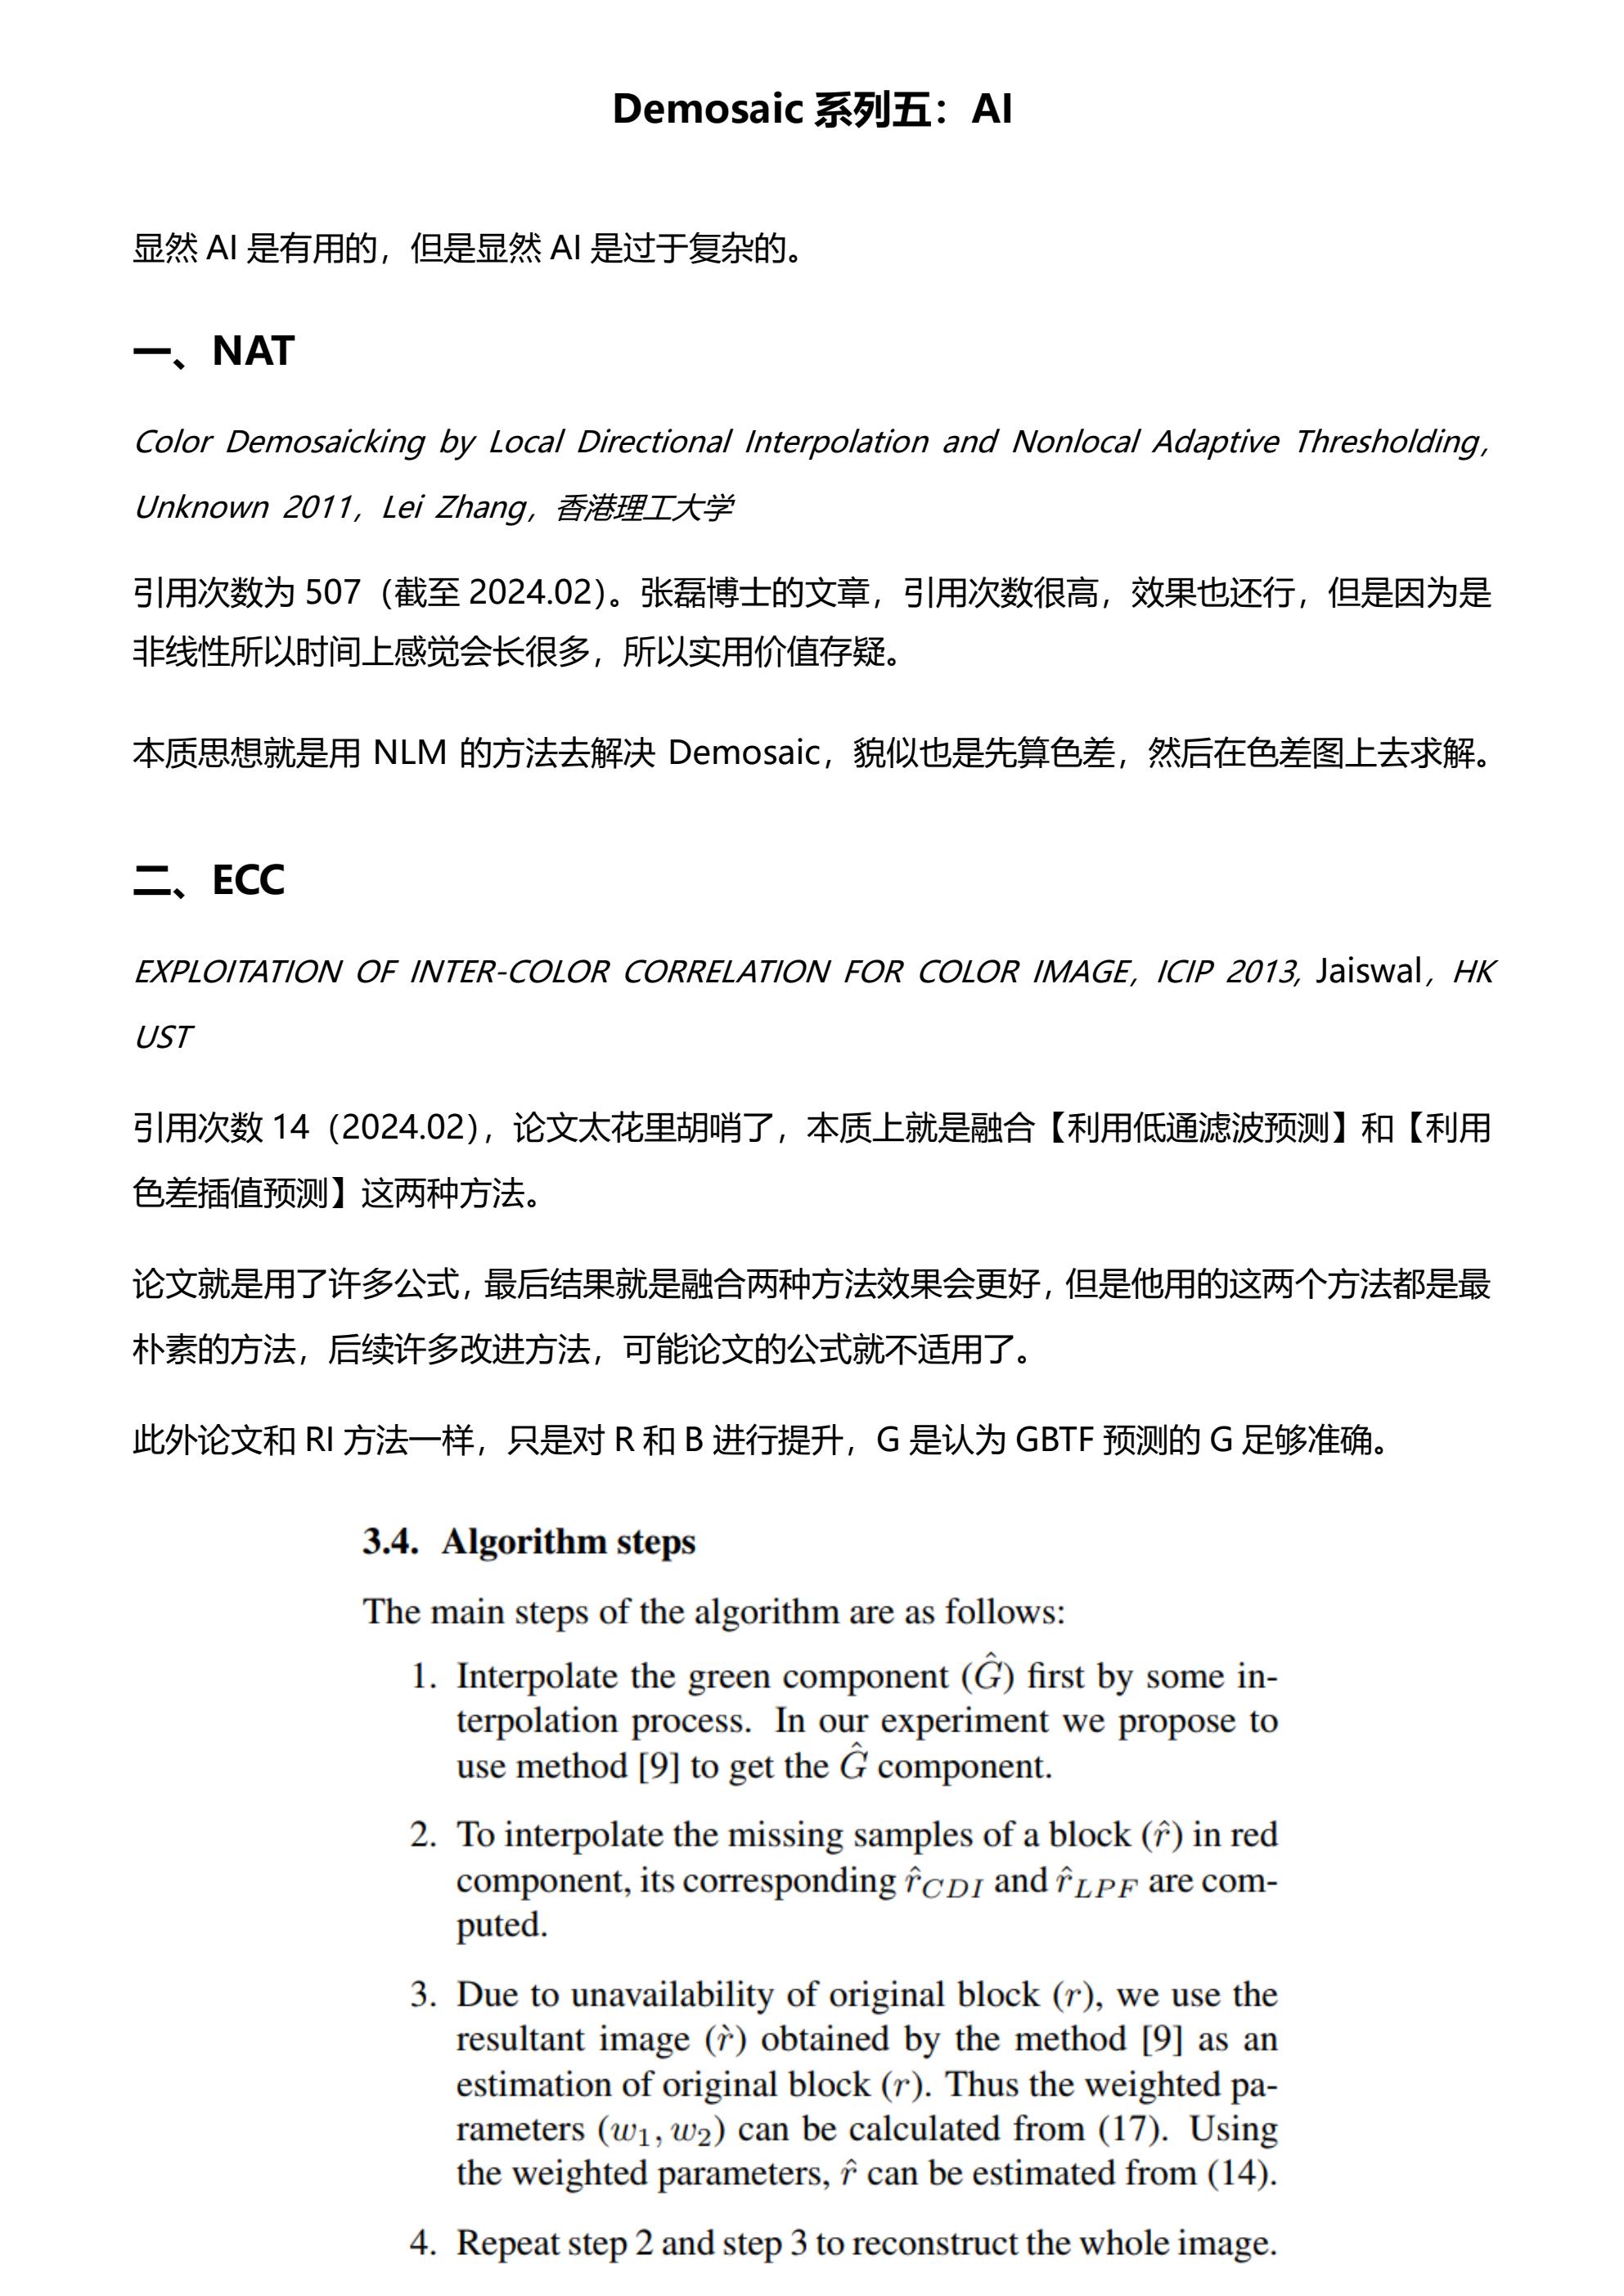 Demosaic 系列五：AI
显然 AI 是有用的，但是显然 AI 是过于复杂的。
一、NAT
Color Demosaicking by Local Directional Interpolation and Nonlocal Adaptive Thresholding，
Unknown 2011，Lei Zhang，香港理工大学
引用次数为 507（截至 2024.02）。张磊博士的文章，引用次数很高，效果也还行，但是因为是
非线性所以时间上感觉会长很多，所以实用价值存疑。
本质思想就是用 NLM 的方法去解决 Demosaic，貌似也是先算色差，然后在色差图上去求解。
二、ECC
EXPLOITATION OF INTER-COLOR CORRELATION FOR COLOR IMAGE，ICIP 2013, Jaiswal，HK
UST
引用次数 14（2024.02），论文太花里胡哨了，本质上就是融合【利用低通滤波预测】和【利用
色差插值预测】这两种方法。
论文就是用了许多公式，最后结果就是融合两种方法效果会更好，但是他用的这两个方法都是最
朴素的方法，后续许多改进方法，可能论文的公式就不适用了。
此外论文和 RI 方法一样，只是对 R 和 B 进行提升，G 是认为 GBTF 预测的 G 足够准确。
3.4. Algorithm steps
The main steps of the algorithm are as follows:
1. Interpolate the green component (Ĝ) first by some in-
terpolation process. In our experiment we propose to
use method [9] to get the Ĝ component.
2. To interpolate the missing samples of a block (r̂) in red
component, its corresponding r̂_CDI and r̂_LPF are com-
puted.
3. Due to unavailability of original block (r), we use the
resultant image (r̀) obtained by the method [9] as an
estimation of original block (r). Thus the weighted pa-
rameters (w₁, w₂) can be calculated from (17). Using
the weighted parameters, r̂ can be estimated from (14).
4. Repeat step 2 and step 3 to reconstruct the whole image.